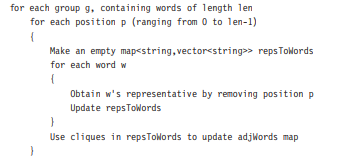 for each group g, containing words of length len
for each position p (ranging from 0 to len-1)
{
Make an empty map<string,vector<string>> repsToWords
for each word w
{
Obtain w's representative by removing position p
Update repsToWords
}
Use cliques in repsToWords to update adjWords map
}